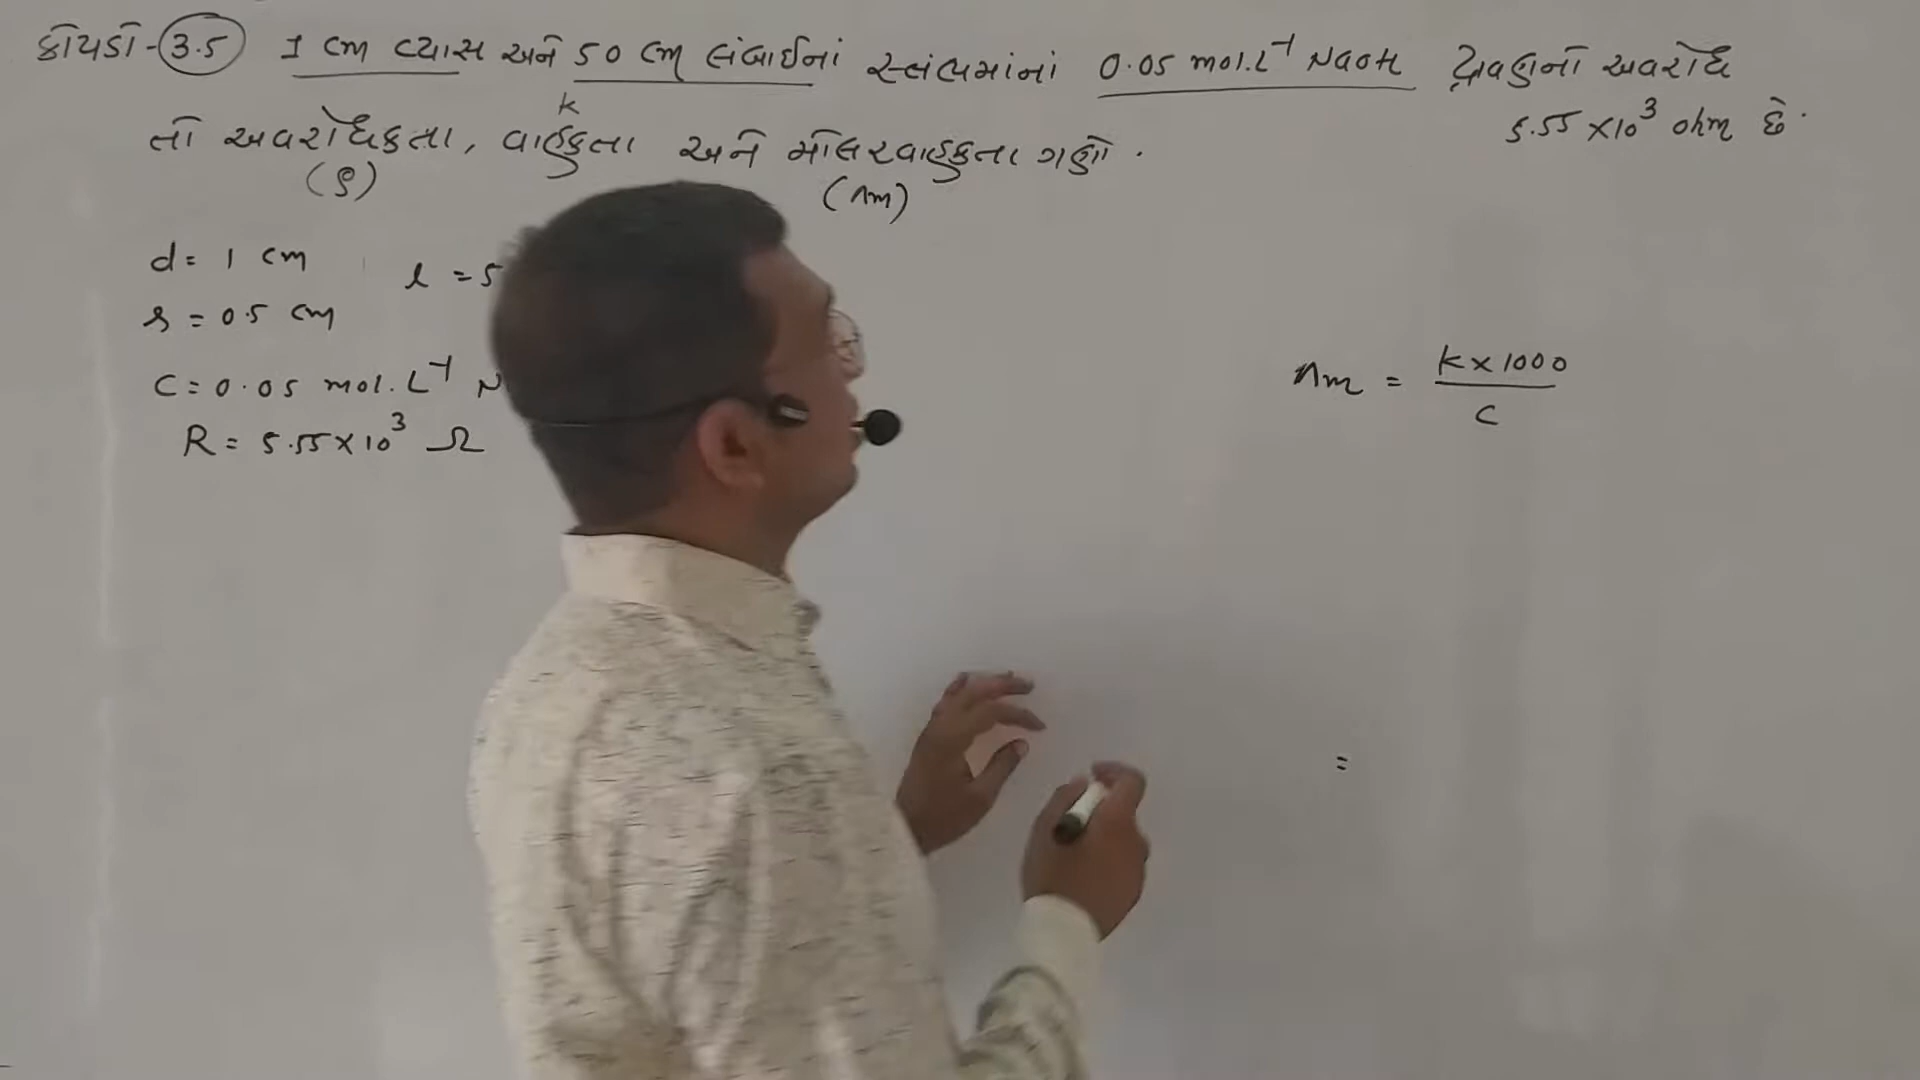 કોયડો-3.5 1 cm વ્યાસ અને 50 cm લંબાઈનાં સ્તંભમાંનાં 0.05 mol.L⁻¹ NaOH દ્રાવણનો અવરોધ
5.55×10³ ohm છે.
તો અવરોધકતા, વાહકતા અને મોલરવાહકતા ગણો.
(ρ) k (Λm)
d = 1 cm l = 5
r = 0.5 cm
C = 0.05 mol.L⁻¹ N
R = 5.55×10³ Ω
Λm = k×1000
C
=